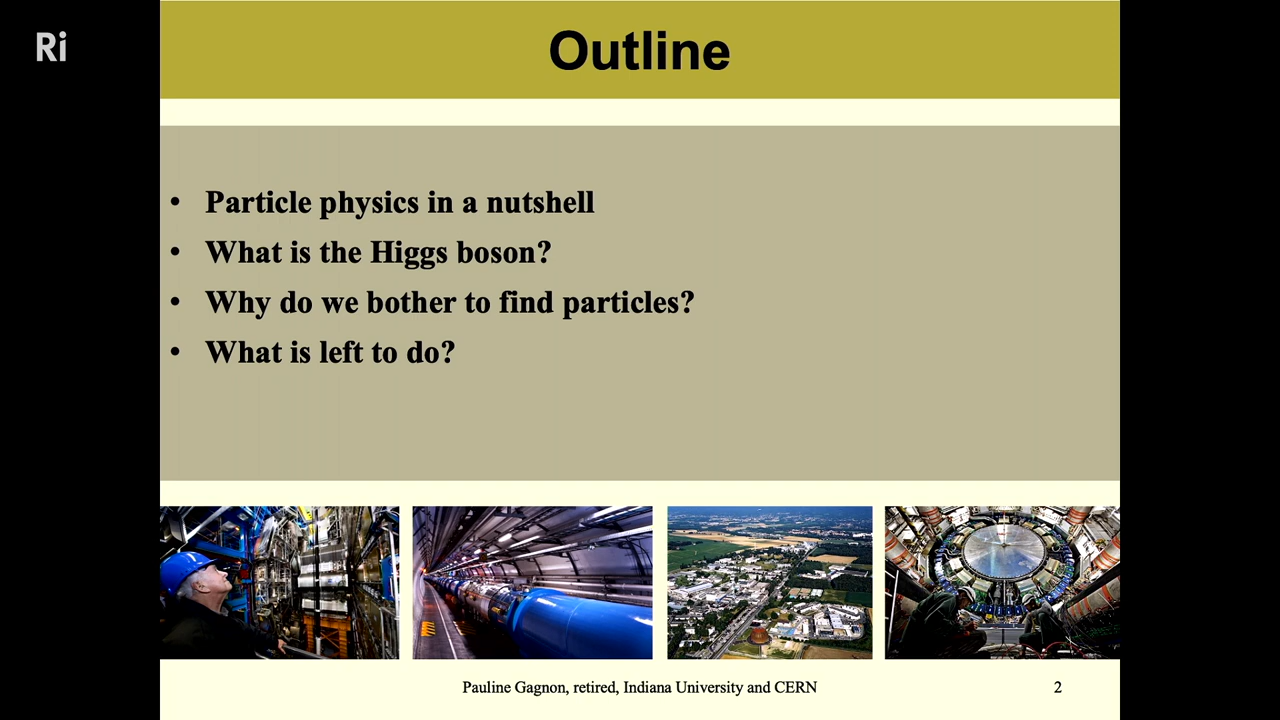 Ri
Outline
• Particle physics in a nutshell
• What is the Higgs boson?
• Why do we bother to find particles?
• What is left to do?
Pauline Gagnon, retired, Indiana University and CERN
2